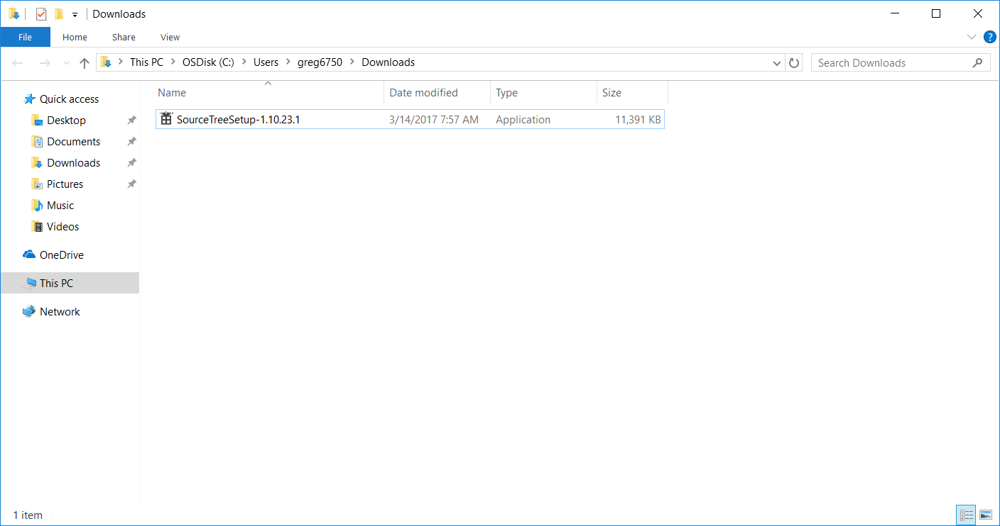 Downloads
File Home Share View
This PC OSDisk (C:) Users greg6750 Downloads Search Downloads
Name Date modified Type Size
SourceTreeSetup-1.10.23.1 3/14/2017 7:57 AM Application 11,391 KB
Quick access
Desktop
Documents
Downloads
Pictures
Music
Videos
OneDrive
This PC
Network
1 item